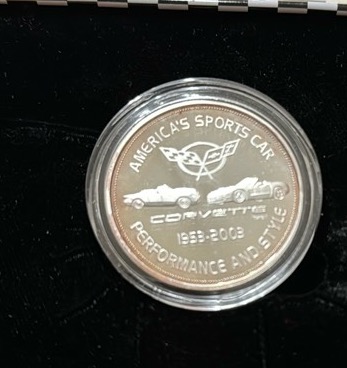 AMERICA'S SPORTS CAR
CORVETTE
1953-2003
PERFORMANCE AND STYLE